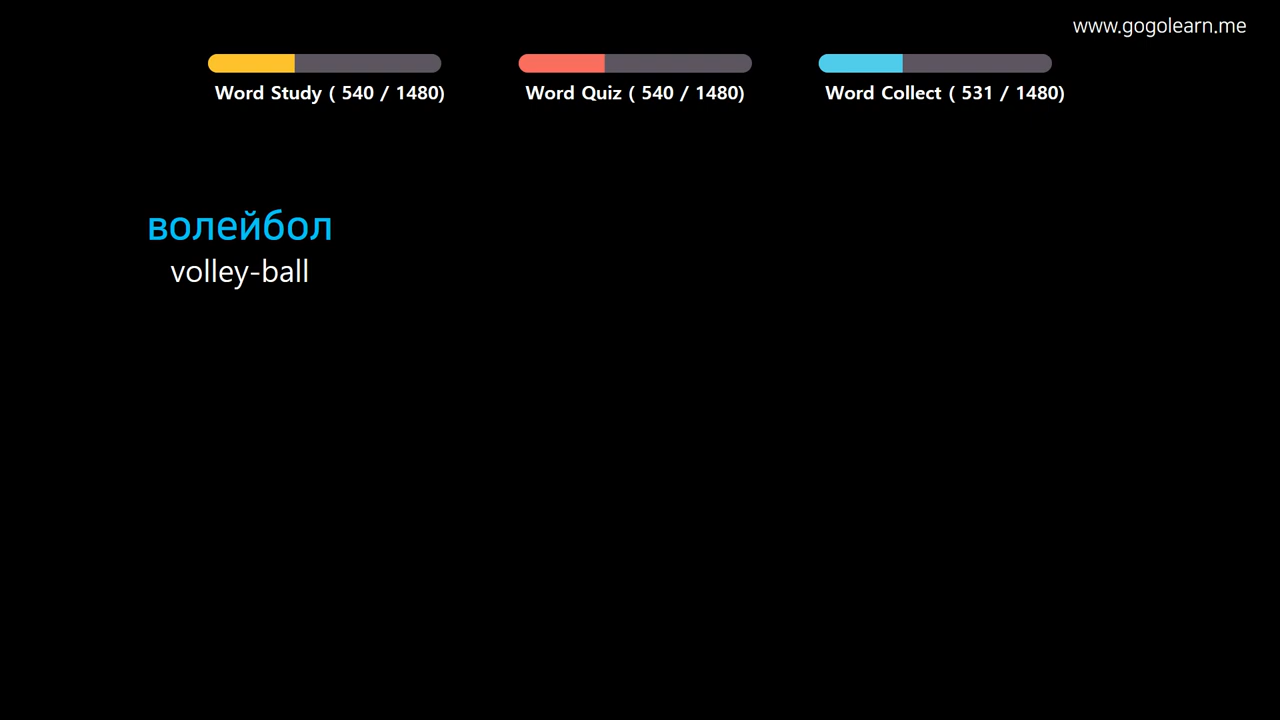 www.gogolearn.me
Word Study ( 540 / 1480)
Word Quiz ( 540 / 1480)
Word Collect ( 531 / 1480)
волейбол
volley-ball